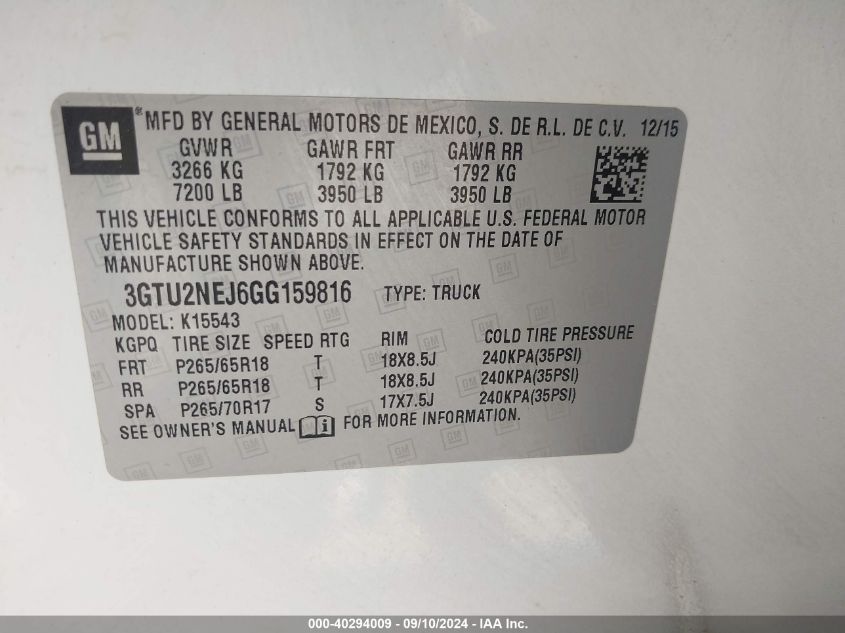 GM ® MFD BY GENERAL MOTORS DE MEXICO, S. DE R.L. DE C.V. 12/15
GVWR GAWR FRT GAWR RR
3266 KG 1792 KG 1792 KG
7200 LB 3950 LB 3950 LB
THIS VEHICLE CONFORMS TO ALL APPLICABLE U.S. FEDERAL MOTOR
VEHICLE SAFETY STANDARDS IN EFFECT ON THE DATE OF
MANUFACTURE SHOWN ABOVE.
3GTU2NEJ6GG159816 TYPE: TRUCK
MODEL: K15543
KGPQ TIRE SIZE SPEED RTG RIM COLD TIRE PRESSURE
FRT P265/65R18 T 18X8.5J 240KPA(35PSI)
RR P265/65R18 T 18X8.5J 240KPA(35PSI)
SPA P265/70R17 S 17X7.5J 240KPA(35PSI)
SEE OWNER'S MANUAL FOR MORE INFORMATION.
000-40294009 - 09/10/2024 - IAA Inc.